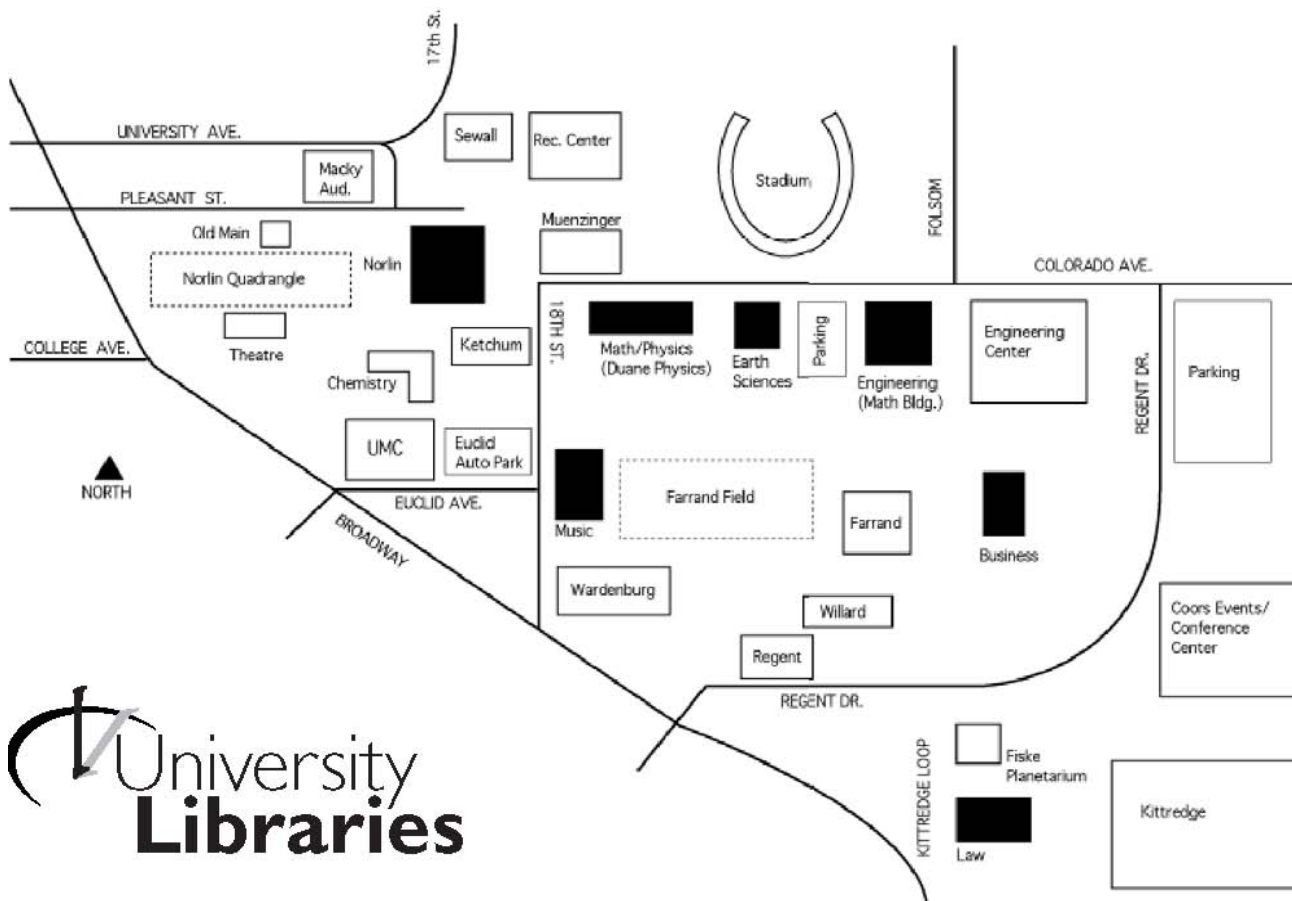 17th St.
UNIVERSITY AVE.
Sewall
Rec. Center
Macky
Aud.
PLEASANT ST.
Stadium
FOLSOM
Old Main
Muenzinger
Norlin Quadrangle
Norlin
COLORADO AVE.
COLLEGE AVE.
Theatre
Ketchum
18TH ST.
Math/Physics
(Duane Physics)
Earth
Sciences
Parking
Engineering
(Math Bldg.)
Engineering
Center
REGENT DR.
Parking
Chemistry
UMC
Euclid
Auto Park
NORTH
EUCLID AVE.
BROADWAY
Music
Farrand Field
Farrand
Business
Wardenburg
Willard
Coors Events/
Conference
Center
Regent
REGENT DR.
KITTREDGE LOOP
Fiske
Planetarium
Law
Kittredge
University
Libraries